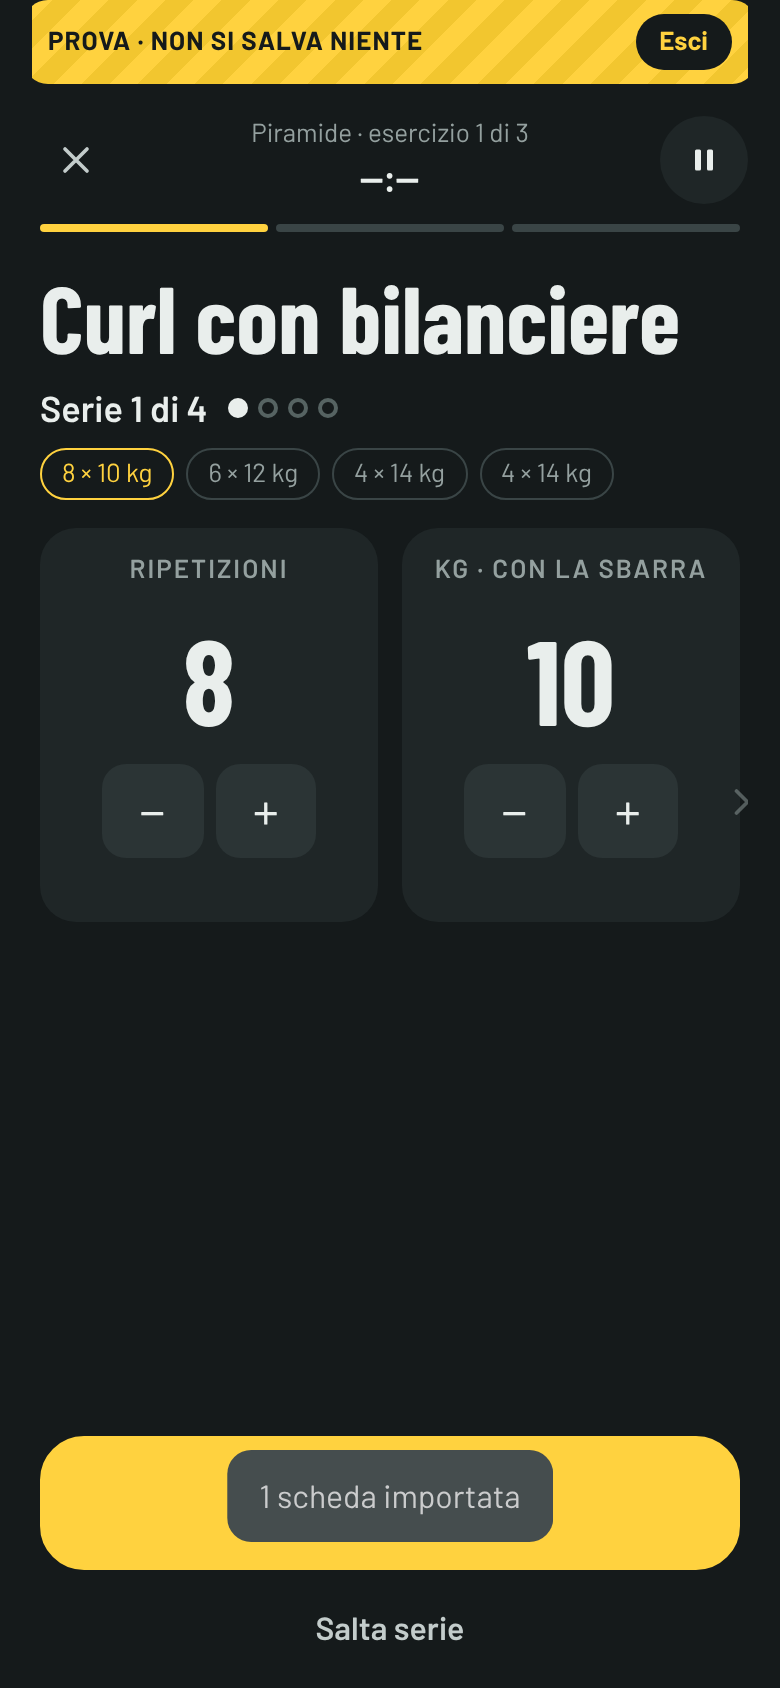 PROVA · NON SI SALVA NIENTE
Esci
Piramide · esercizio 1 di 3
–:–
Curl con bilanciere
Serie 1 di 4
8 × 10 kg
6 × 12 kg
4 × 14 kg
4 × 14 kg
RIPETIZIONI
KG · CON LA SBARRA
8
10
− +
− +
1 scheda importata
Salta serie